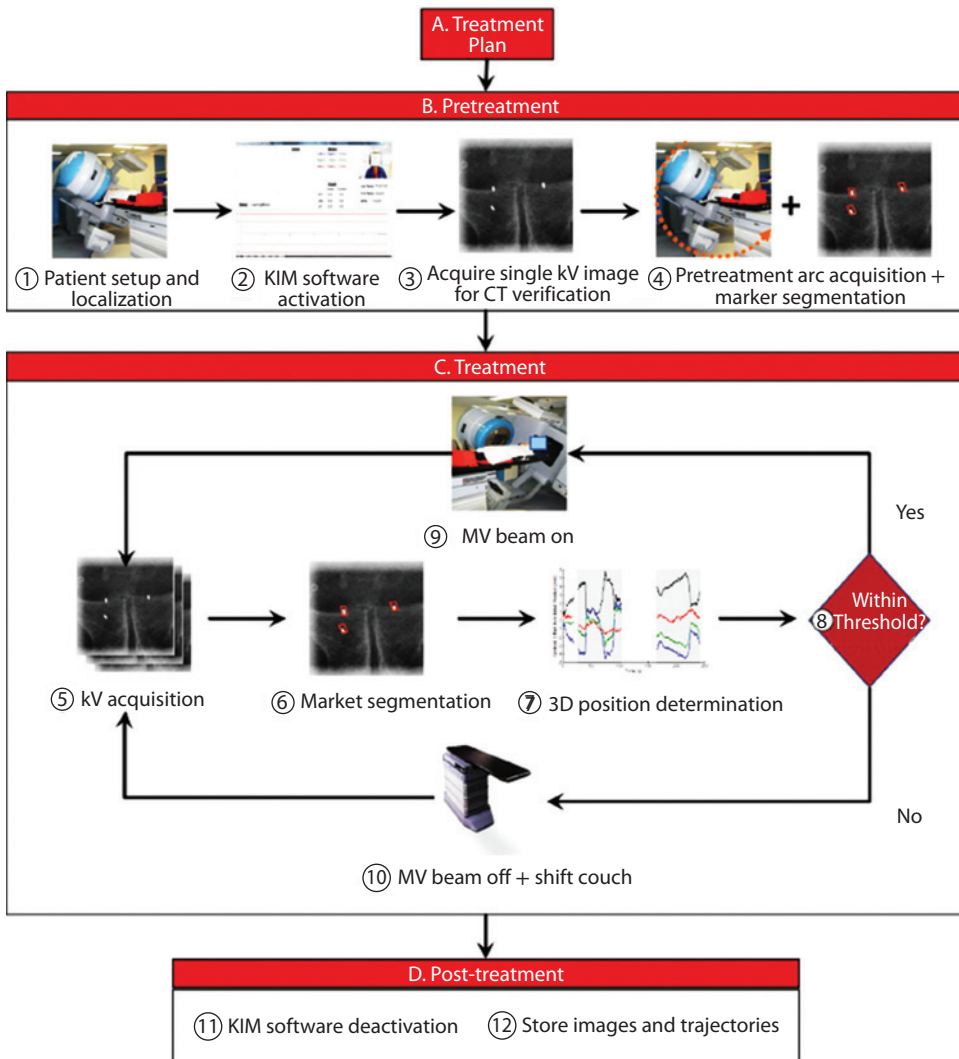 A. Treatment
Plan
B. Pretreatment
① Patient setup and
localization
② KIM software
activation
③ Acquire single kV image
for CT verification
+
④ Pretreatment arc acquisition +
marker segmentation
C. Treatment
⑨ MV beam on
Yes
⑧ Within
Threshold?
⑤ kV acquisition
⑥ Market segmentation
⑦ 3D position determination
No
⑩ MV beam off + shift couch
D. Post-treatment
⑪ KIM software deactivation
⑫ Store images and trajectories